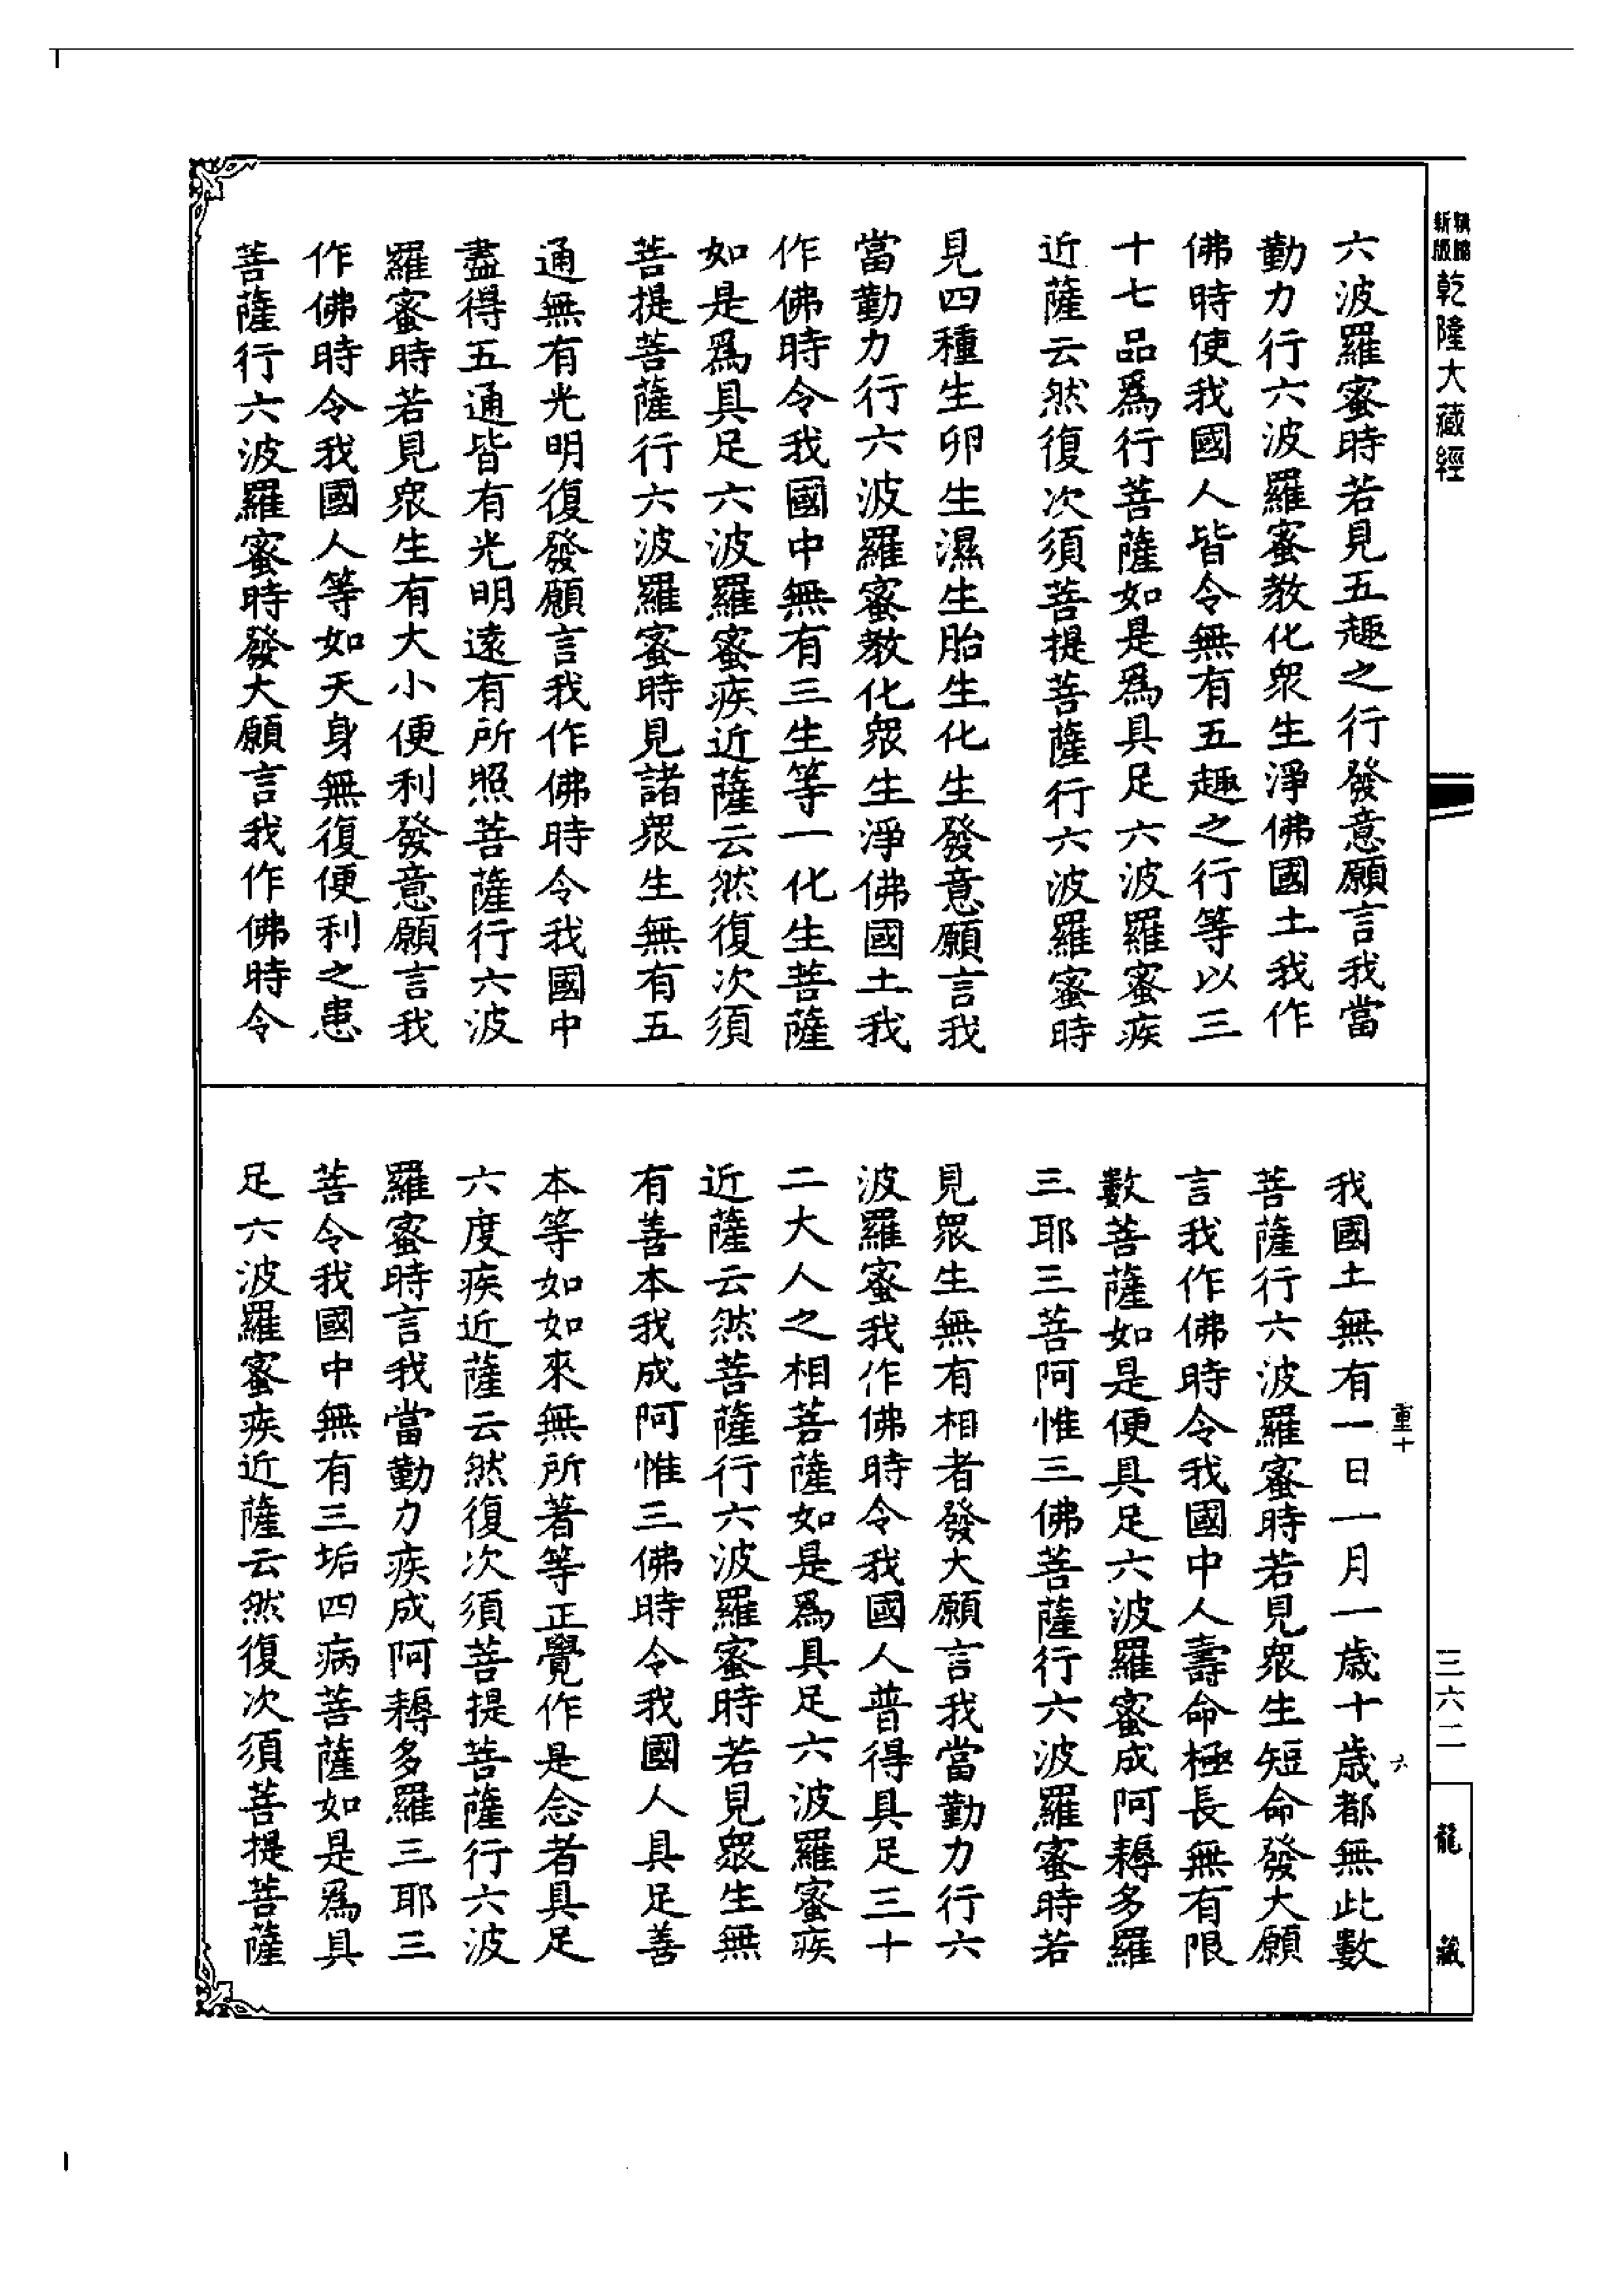 新版
精縮
乾隆大藏經
六波羅蜜時若見五趣之行發意願言我當
勤力行六波羅蜜教化衆生淨佛國土我作
佛時使我國人皆令無有五趣之行等以三
十七品爲行菩薩如是爲具足六波羅蜜疾
近薩云然復次須菩提菩薩行六波羅蜜時
見四種生卵生濕生胎生化生發意願言我
當勤力行六波羅蜜教化衆生淨佛國土我
作佛時令我國中無有三生等一化生菩薩
如是爲具足六波羅蜜疾近薩云然復次須
菩提菩薩行六波羅蜜時見諸衆生無有五
通無有光明復發願言我作佛時令我國中
盡得五通皆有光明遠有所照菩薩行六波
羅蜜時若見衆生有大小便利發意願言我
作佛時令我國人等如天身無復便利之患
菩薩行六波羅蜜時發大願言我作佛時令
重十
六
我國土無有一日一月一歲十歲都無此數
菩薩行六波羅蜜時若見衆生短命發大願
言我作佛時令我國中人壽命極長無有限
數菩薩如是便具足六波羅蜜成阿耨多羅
三耶三菩阿惟三佛菩薩行六波羅蜜時若
見衆生無有相者發大願言我當勤力行六
波羅蜜我作佛時令我國人普得具足三十
二大人之相菩薩如是爲具足六波羅蜜疾
近薩云然菩薩行六波羅蜜時若見衆生無
有善本我成阿惟三佛時令我國人具足善
本等如如來無所著等正覺作是念者具足
六度疾近薩云然復次須菩提菩薩行六波
羅蜜時言我當勤力疾成阿耨多羅三耶三
菩令我國中無有三垢四病菩薩如是爲具
足六波羅蜜疾近薩云然復次須菩提菩薩
三六二
龍藏